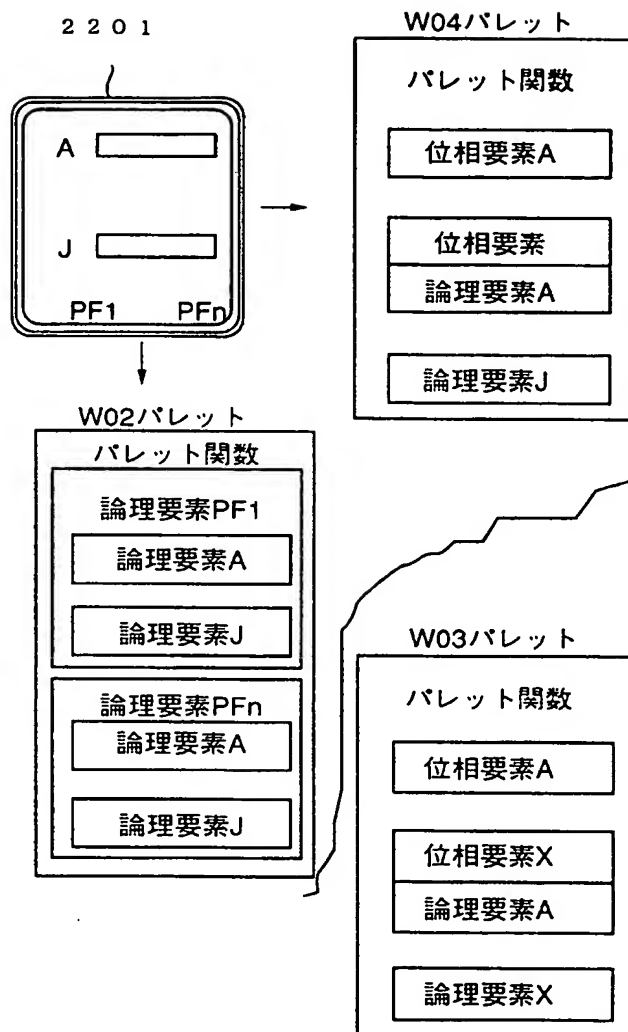 2201
A
J
PF1 PFn
W04パレット
パレット関数
位相要素A
位相要素
論理要素A
論理要素J
W02パレット
パレット関数
論理要素PF1
論理要素A
論理要素J
論理要素PFn
論理要素A
論理要素J
W03パレット
パレット関数
位相要素A
位相要素X
論理要素A
論理要素X